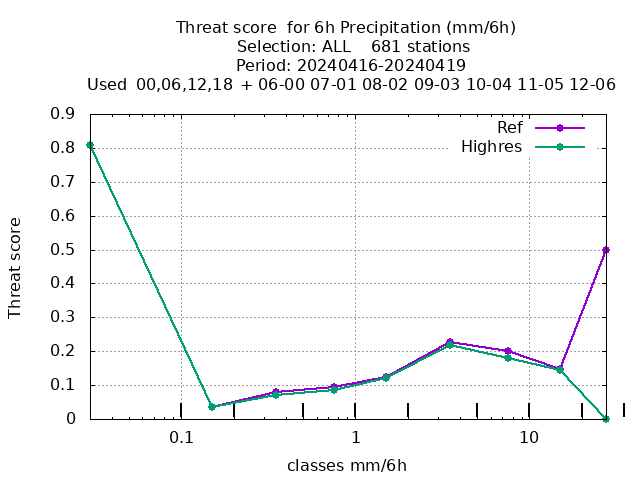 Threat score  for 6h Precipitation (mm/6h)
Selection: ALL    681 stations
Period: 20240416-20240419
Used  00,06,12,18  + 06-00 07-01 08-02 09-03 10-04 11-05 12-06
Ref
Highres
0.9
0.8
0.7
0.6
0.5
0.4
0.3
0.2
0.1
0
Threat score
0.1
1
10
classes mm/6h